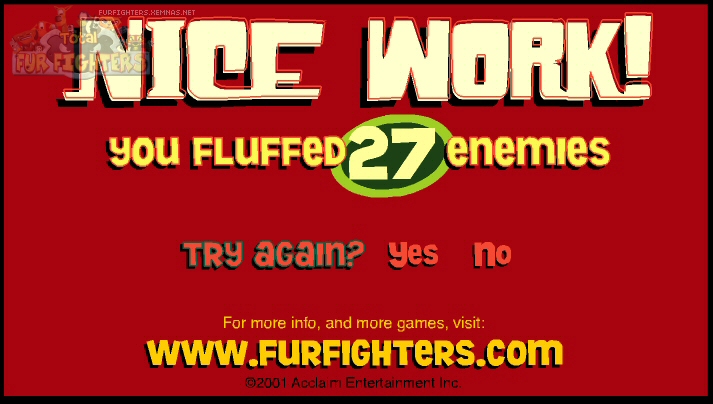 FURFIGHTERS.XEMNAS.NET
Total
FUR FIGHTERS
NICE WORK!
you FLUFFED 27 enemies
TRY again? yes no
For more info, and more games, visit:
www.FURFIGHTERS.com
©2001 Acclaim Entertainment Inc.